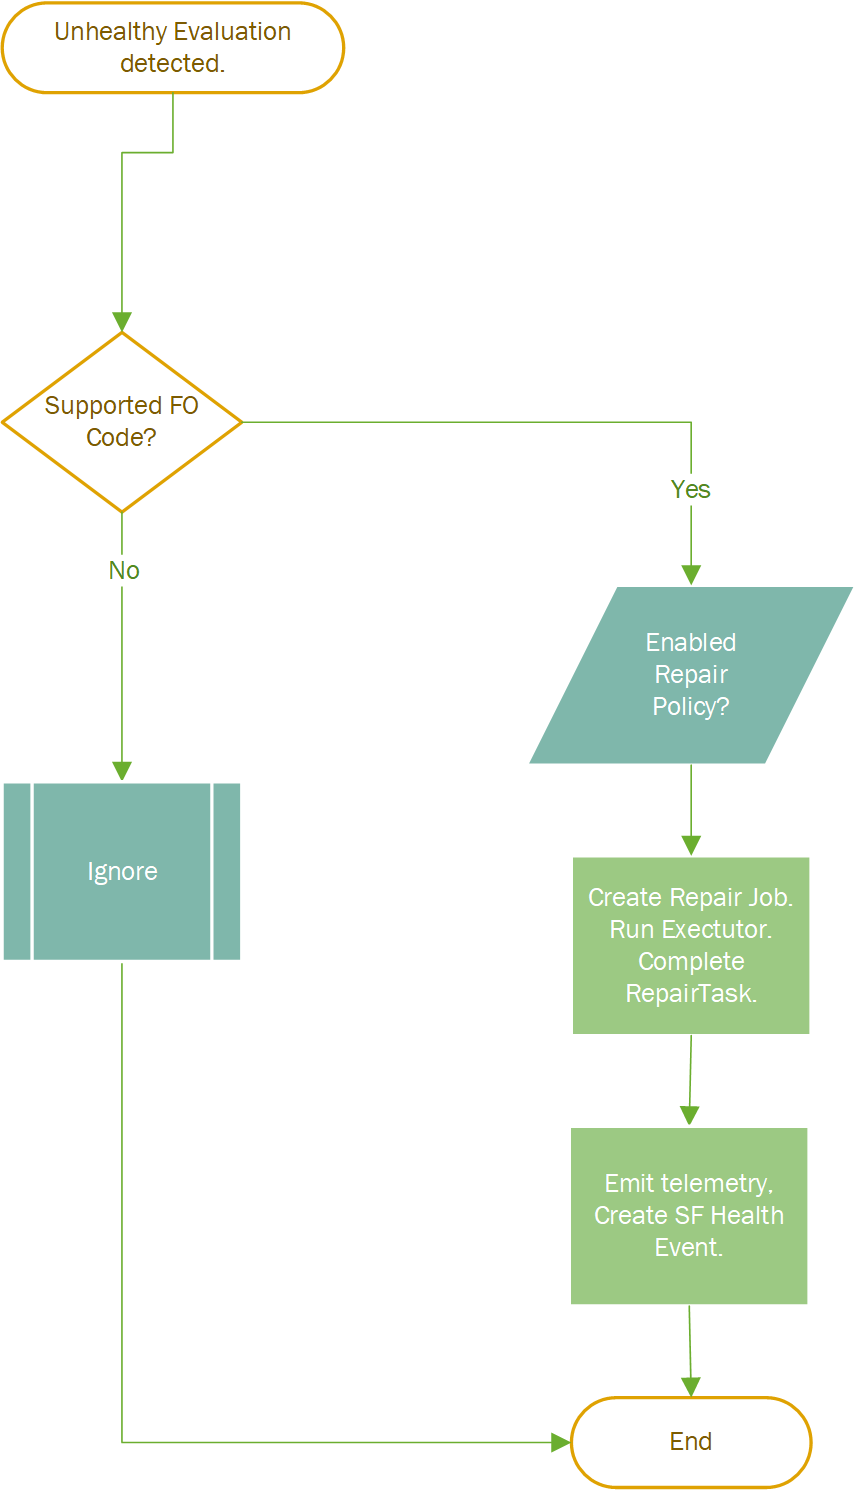 Unhealthy Evaluation
detected.
Supported FO
Code?
Yes
No
Enabled
Repair
Policy?
Ignore
Create Repair Job.
Run Exectutor.
Complete
RepairTask.
Emit telemetry,
Create SF Health
Event.
End